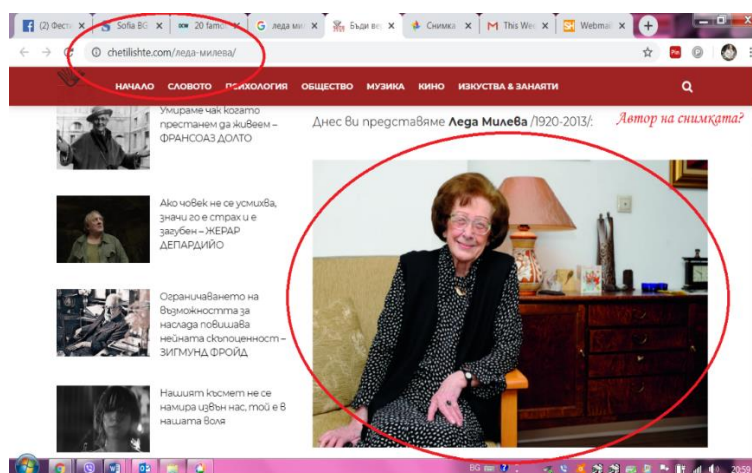 (2) Фести
Sofia BG
20 famo
леда ми
Бъди ве
Снимка
This Wee
Webmai
chetilishte.com/леда-милева/
НАЧАЛО СЛОВОТО ПСИХОЛОГИЯ ОБЩЕСТВО МУЗИКА КИНО ИЗКУСТВА & ЗАНАЯТИ
Умираме чак когато
престанем да живеем –
ФРАНСОАЗ ДОЛТО
Днес ви представяме Леда Милева /1920-2013/:
Автор на снимката?
Ако човек не се усмихва,
значи го е страх и е
загубен – ЖЕРАР
ДЕПАРДИЙО
Ограничаването на
възможността за
наслада повишава
нейната скъпоценност –
ЗИГМУНД ФРОЙД
Нашият късмет не се
намира извън нас, той е в
нашата воля
BG
20:59